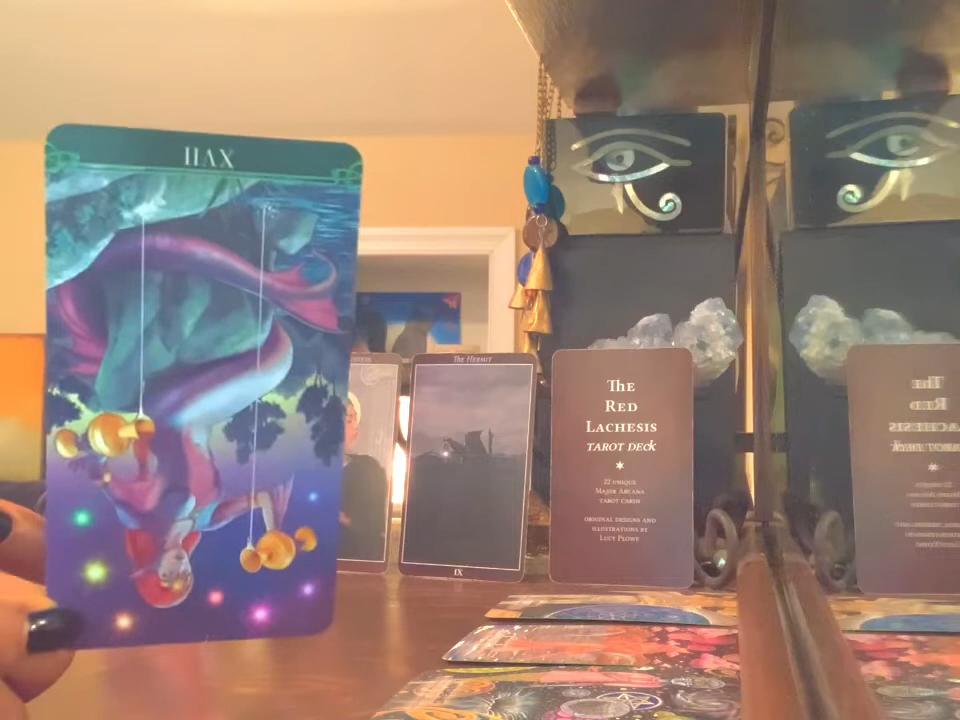 XVII
The Hermit
IX
The
Red
Lachesis
Tarot Deck
22 unique
Major Arcana
tarot cards
Original designs and
illustrations by
Lucy Plowe